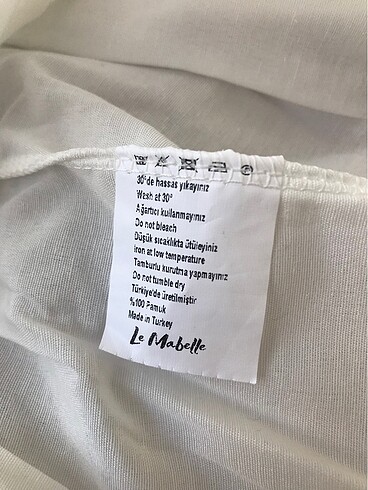 30°de hassas yıkayınız
Wash at 30°
Ağartıcı kullanmayınız
Do not bleach
Düşük sıcaklıkta ütüleyiniz
iron at low temperature
Tamburlu kurutma yapmayınız
Do not tumble dry
Türkiye'de üretilmiştir
%100 Pamuk
Made in Turkey
Le Mabelle